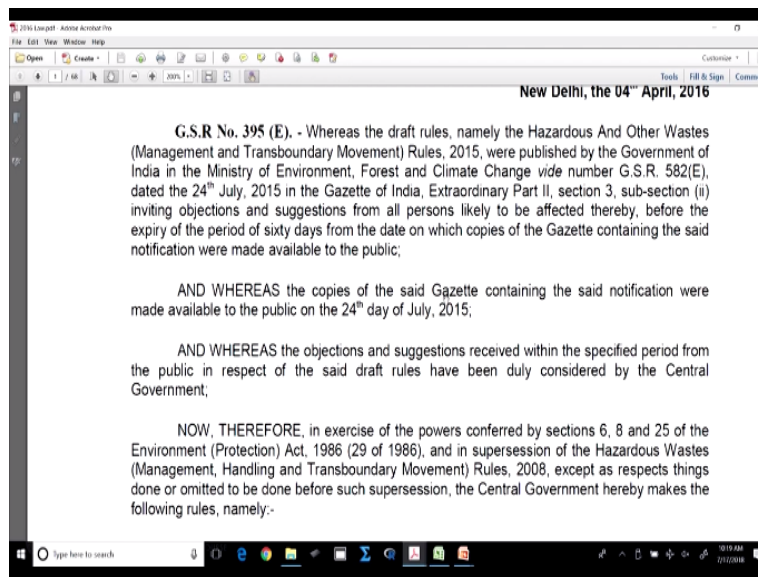 2016 Law.pdf - Adobe Acrobat Pro
File Edit View Window Help
Open Create Customize
1 / 68 200% Tools Fill & Sign Comm
New Delhi, the 04th April, 2016
G.S.R No. 395 (E). - Whereas the draft rules, namely the Hazardous And Other Wastes
(Management and Transboundary Movement) Rules, 2015, were published by the Government of
India in the Ministry of Environment, Forest and Climate Change vide number G.S.R. 582(E),
dated the 24th July, 2015 in the Gazette of India, Extraordinary Part II, section 3, sub-section (ii)
inviting objections and suggestions from all persons likely to be affected thereby, before the
expiry of the period of sixty days from the date on which copies of the Gazette containing the said
notification were made available to the public;
AND WHEREAS the copies of the said Gazette containing the said notification were
made available to the public on the 24th day of July, 2015;
AND WHEREAS the objections and suggestions received within the specified period from
the public in respect of the said draft rules have been duly considered by the Central
Government;
NOW, THEREFORE, in exercise of the powers conferred by sections 6, 8 and 25 of the
Environment (Protection) Act, 1986 (29 of 1986), and in supersession of the Hazardous Wastes
(Management, Handling and Transboundary Movement) Rules, 2008, except as respects things
done or omitted to be done before such supersession, the Central Government hereby makes the
following rules, namely:-
Type here to search
10:19 AM
7/17/2018